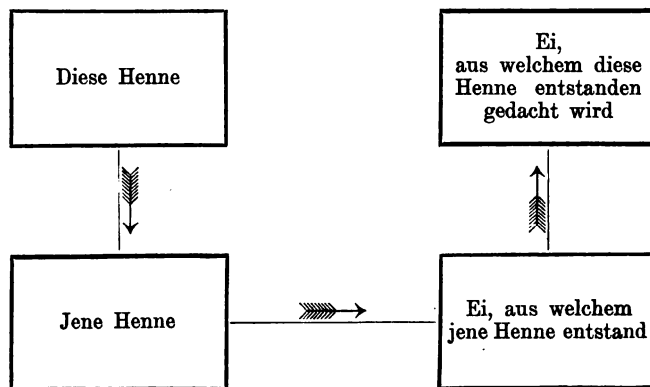 Diese Henne
Ei,
aus welchem diese
Henne entstanden
gedacht wird
Jene Henne
Ei, aus welchem
jene Henne entstand